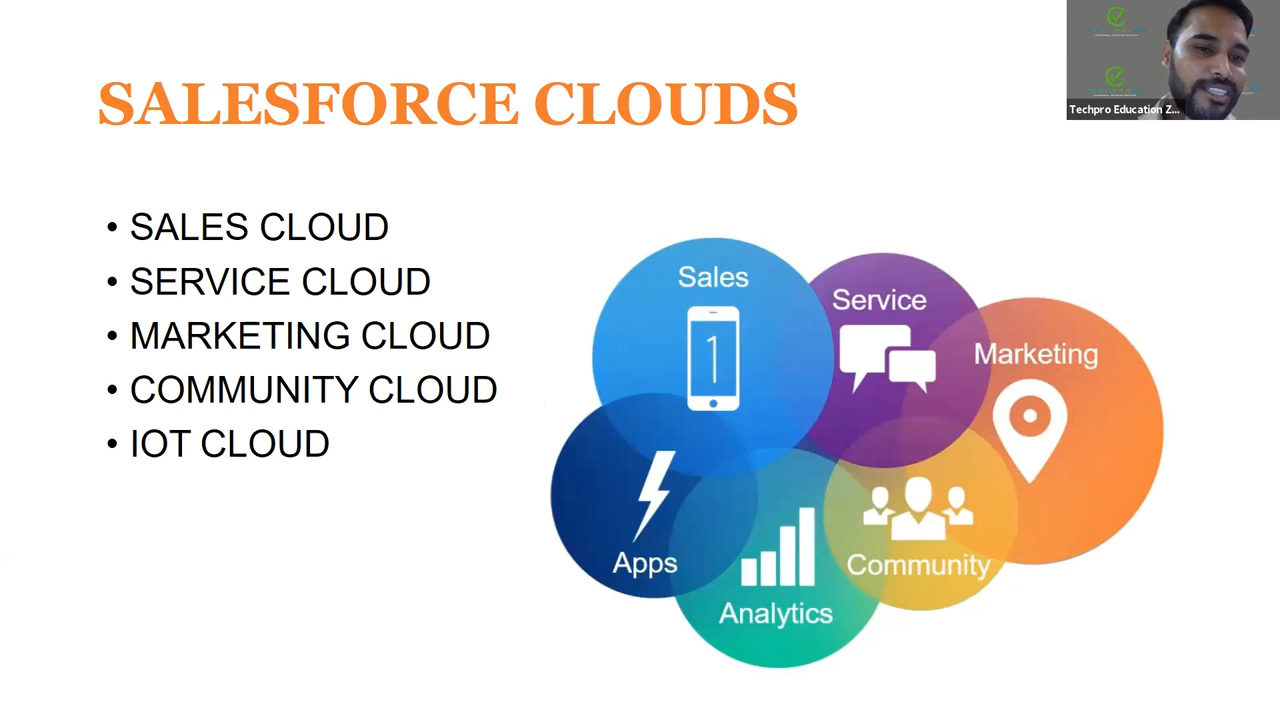 SALESFORCE CLOUDS
• SALES CLOUD
• SERVICE CLOUD
• MARKETING CLOUD
• COMMUNITY CLOUD
• IOT CLOUD
Sales
1
Service
Marketing
Apps
Analytics
Community
Techpro Education Z...